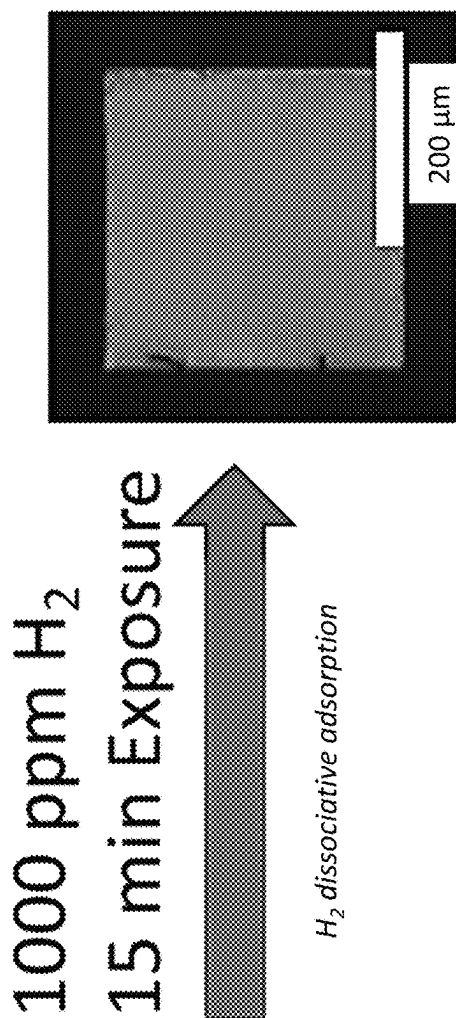 1000 ppm H₂
15 min Exposure
H₂ dissociative adsorption
200 μm